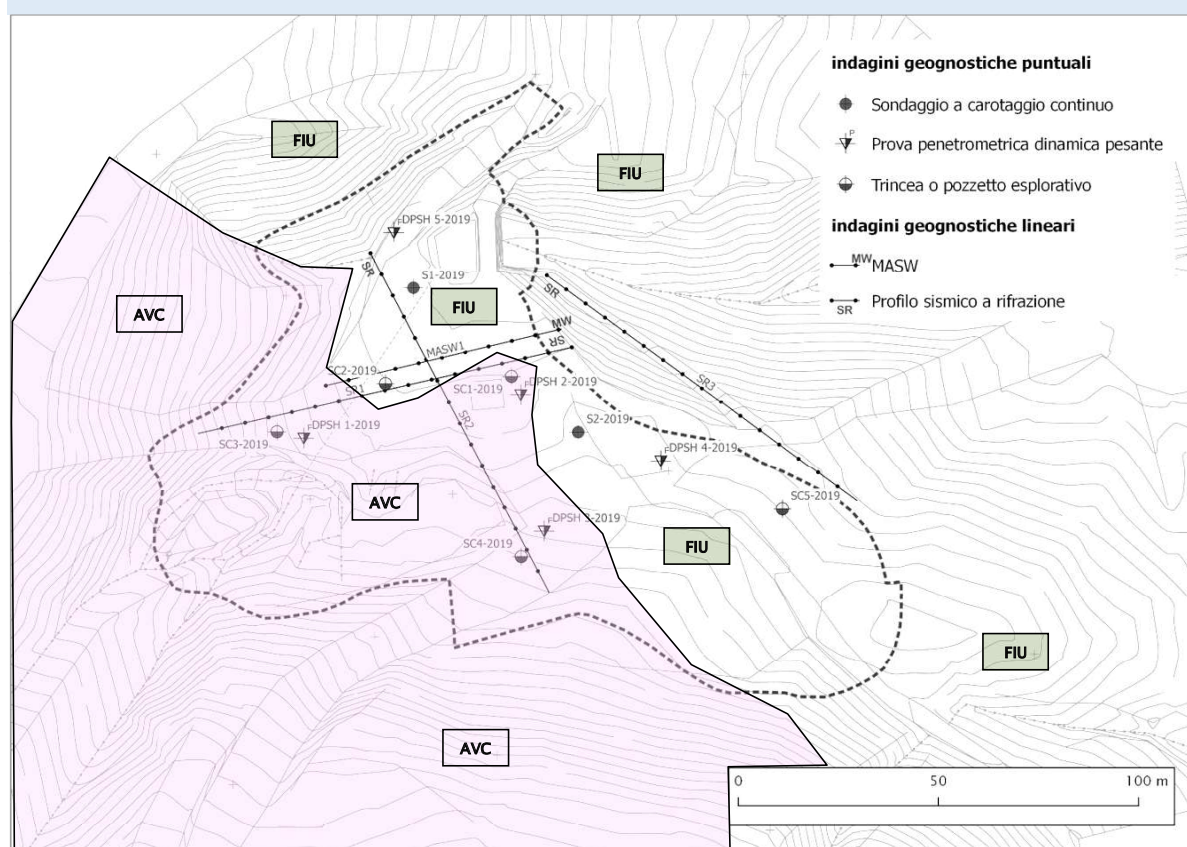 indagini geognostiche puntuali
Sondaggio a carotaggio continuo
P
Prova penetrometrica dinamica pesante
Trincea o pozzetto esplorativo
indagini geognostiche lineari
MW
MASW
SR
Profilo sismico a rifrazione
FIU
FIU
DPSH 5-2019
SR
S1-2019
SR
FIU
AVC
MW
MASW1
SR
SC2-2019
SR1
SC1-2019
DPSH 2-2019
SR3
SR2
S2-2019
DPSH 1-2019
SC3-2019
DPSH 4-2019
AVC
SC5-2019
DPSH 3-2019
SC4-2019
FIU
FIU
AVC
0 50 100 m